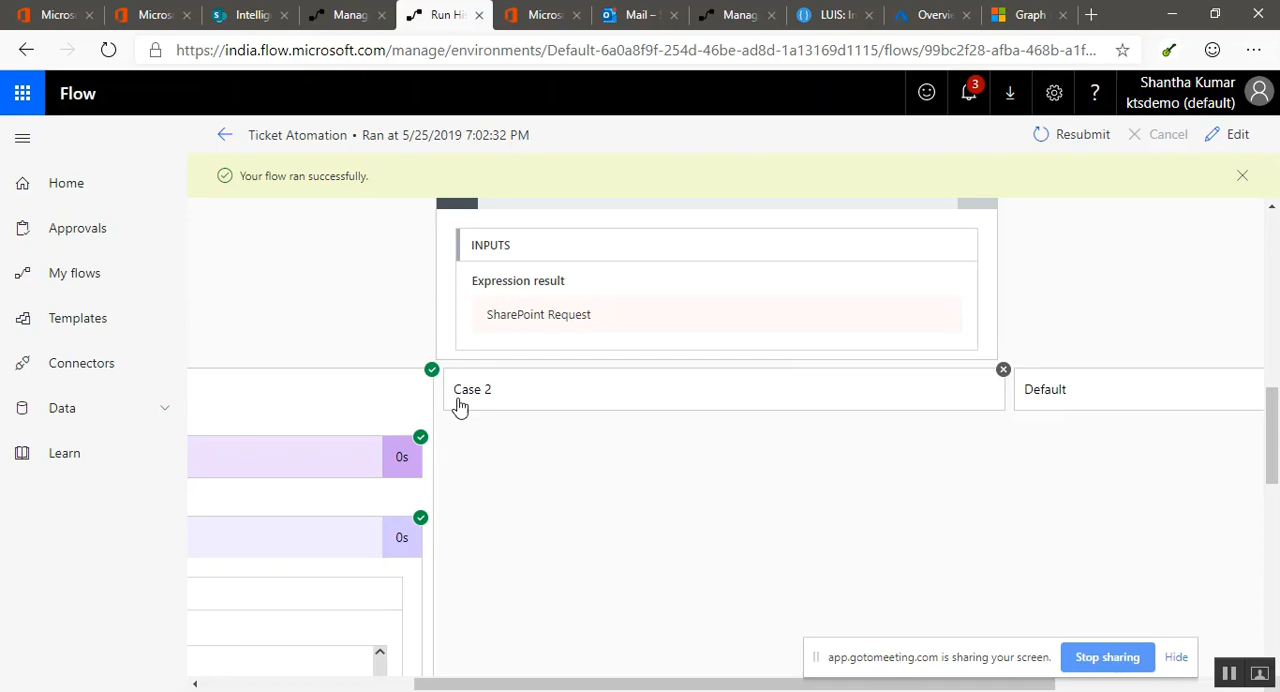 Micros
Micros
Intellig
Manag
Run His
Micros
Mail –
Manag
LUIS: In
Overvi
Graph
https://india.flow.microsoft.com/manage/environments/Default-6a0a8f9f-254d-46be-ad8d-1a13169d1115/flows/99bc2f28-afba-468b-a1f...
Flow
3
?
Shantha Kumar
ktsdemo (default)
Ticket Atomation • Ran at 5/25/2019 7:02:32 PM
Resubmit
Cancel
Edit
Your flow ran successfully.
Home
Approvals
My flows
Templates
Connectors
Data
Learn
INPUTS
Expression result
SharePoint Request
Case 2
Default
0s
0s
app.gotomeeting.com is sharing your screen.
Stop sharing
Hide